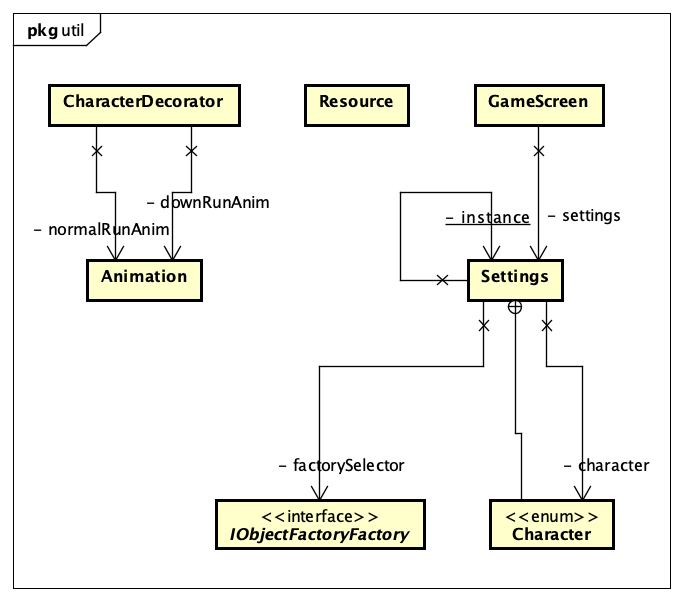 pkg util
CharacterDecorator
Resource
GameScreen
- downRunAnim
- instance
- settings
- normalRunAnim
Animation
Settings
- factorySelector
- character
<<interface>>
IObjectFactoryFactory
<<enum>>
Character